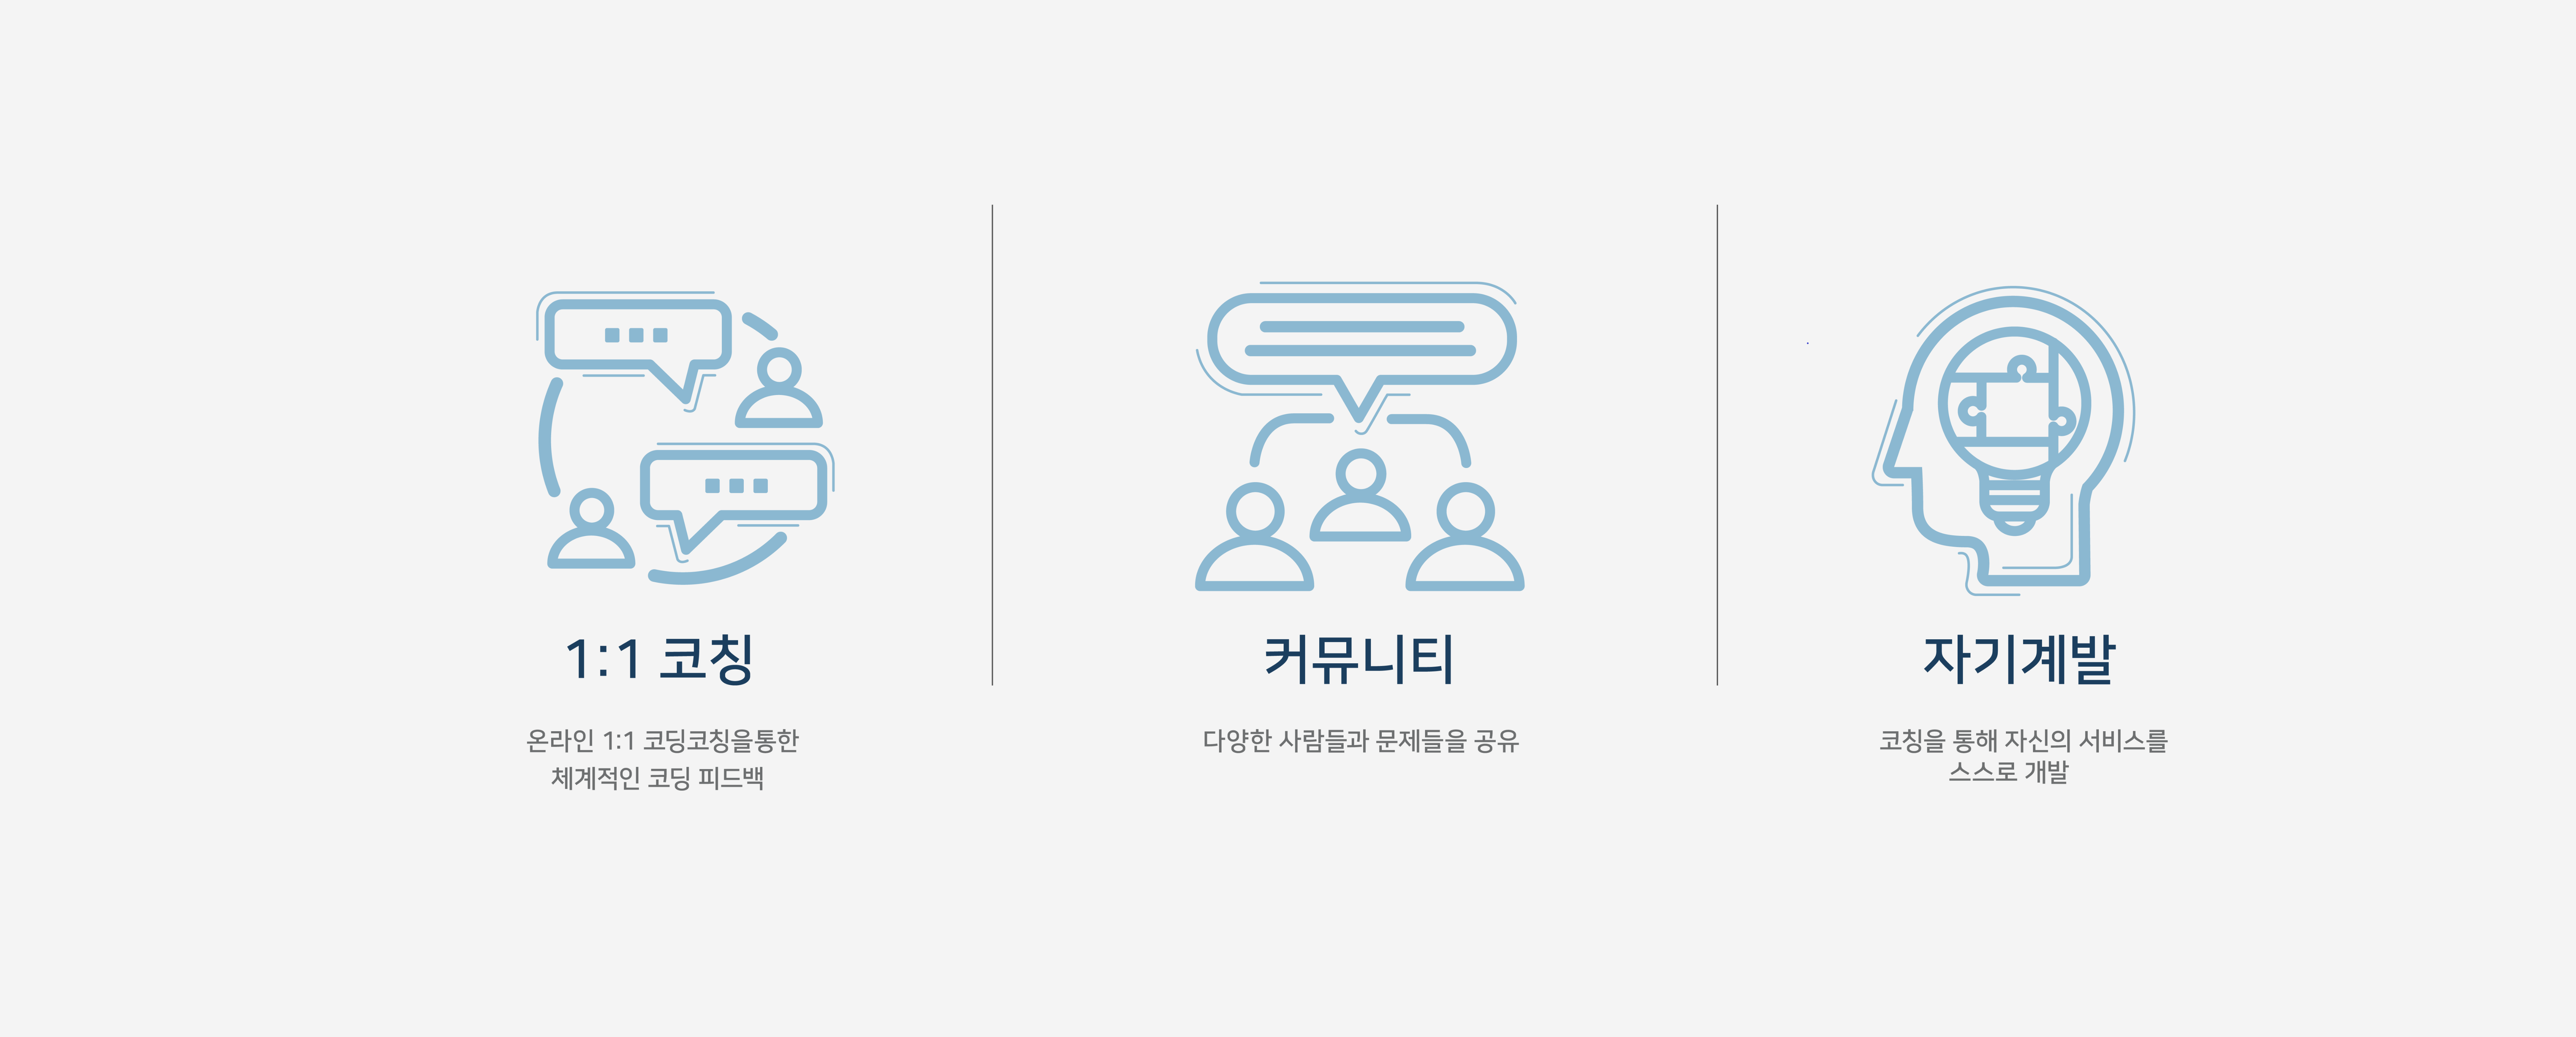 1:1 코칭
온라인 1:1 코딩코칭을통한
체계적인 코딩 피드백
커뮤니티
다양한 사람들과 문제들을 공유
자기계발
코칭을 통해 자신의 서비스를
스스로 개발